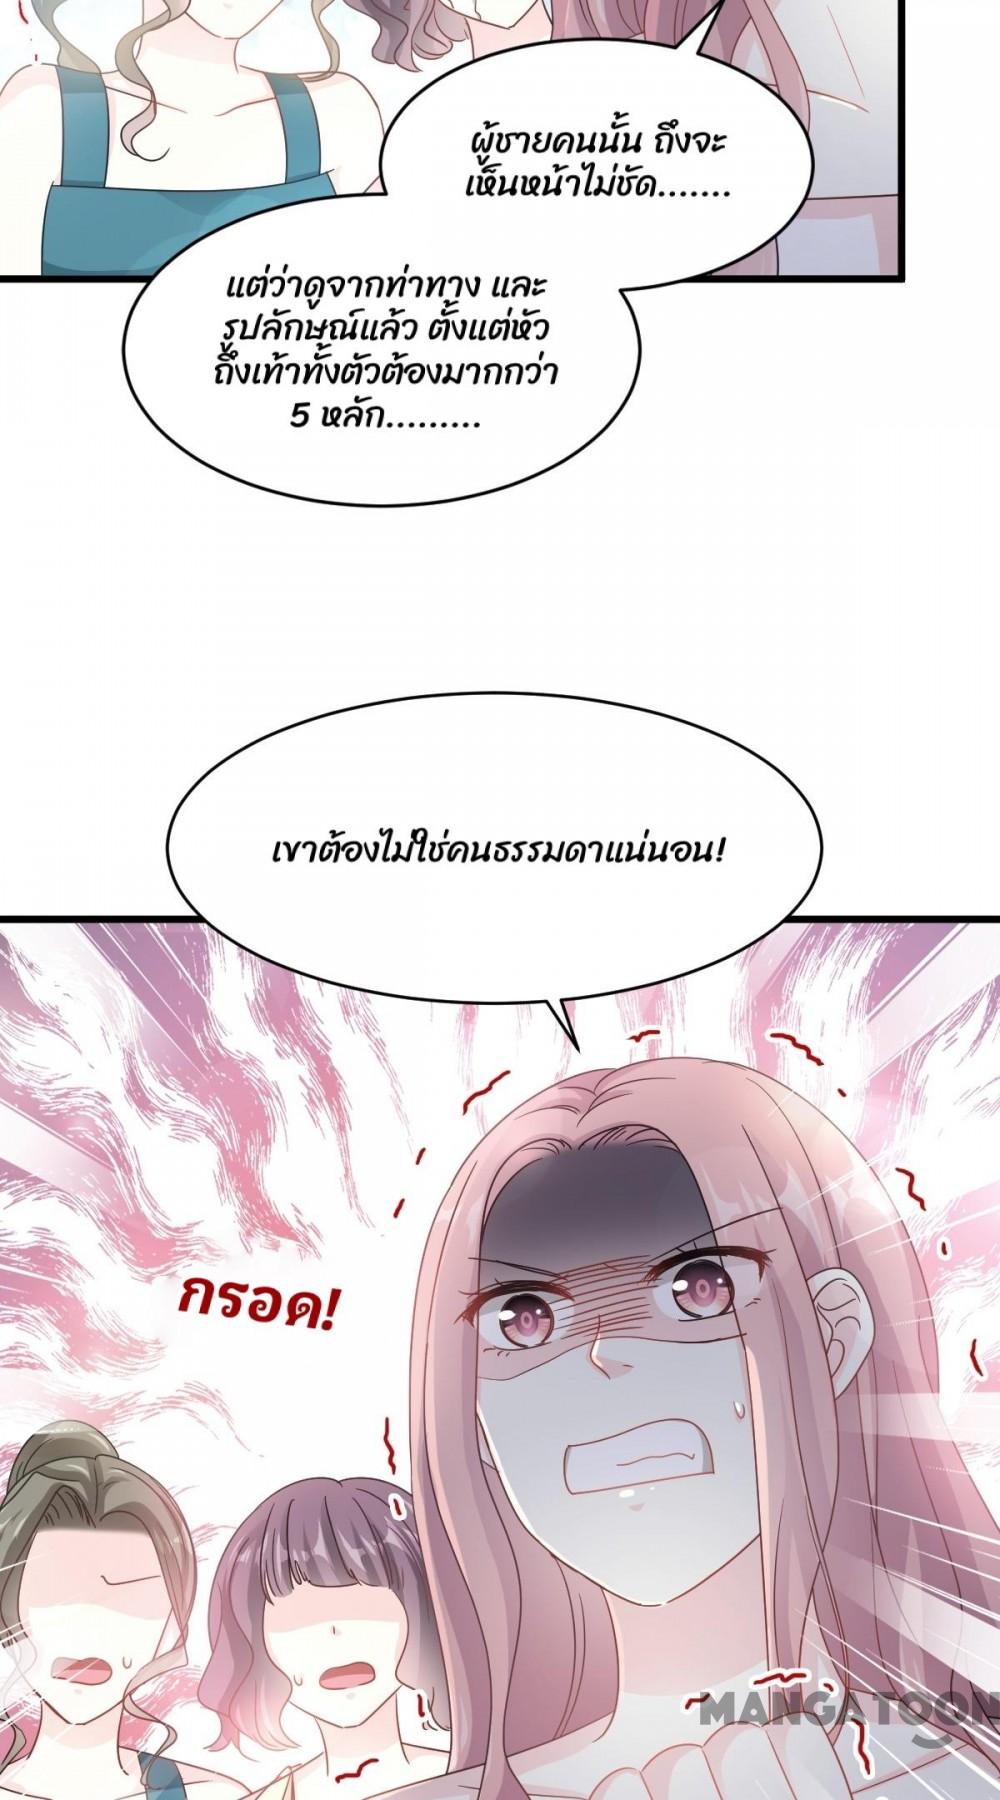 ผู้ชายคนนั้น ถึงจะ
เห็นหน้าไม่ชัด.......
แต่ว่าดูจากท่าทาง และ
รูปลักษณ์แล้ว ตั้งแต่หัว
ถึงเท้าทั้งตัวต้องมากกว่า
5 หลัก.........
เขาต้องไม่ใช่คนธรรมดาแน่นอน!
กรอด!
MANGATOON